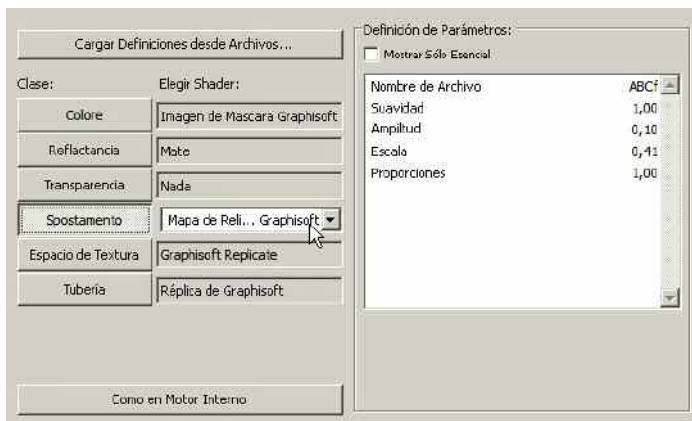 Cargar Definiciones desde Archivos...
Clase:
Elegir Shader:
Colore
Imagen de Mascara Graphisoft
Reflactancia
Mate
Transparencia
Nada
Spostamento
Mapa de Reli... Graphisoft
Espacio de Textura
Graphisoft Replicate
Tubería
Réplica de Graphisoft
Como en Motor Interno
Definición de Parámetros:
Mostrar Sólo Esencial
Nombre de Archivo ABCf
Suavidad 1,00
Amplitud 0,10
Escala 0,41
Proporciones 1,00